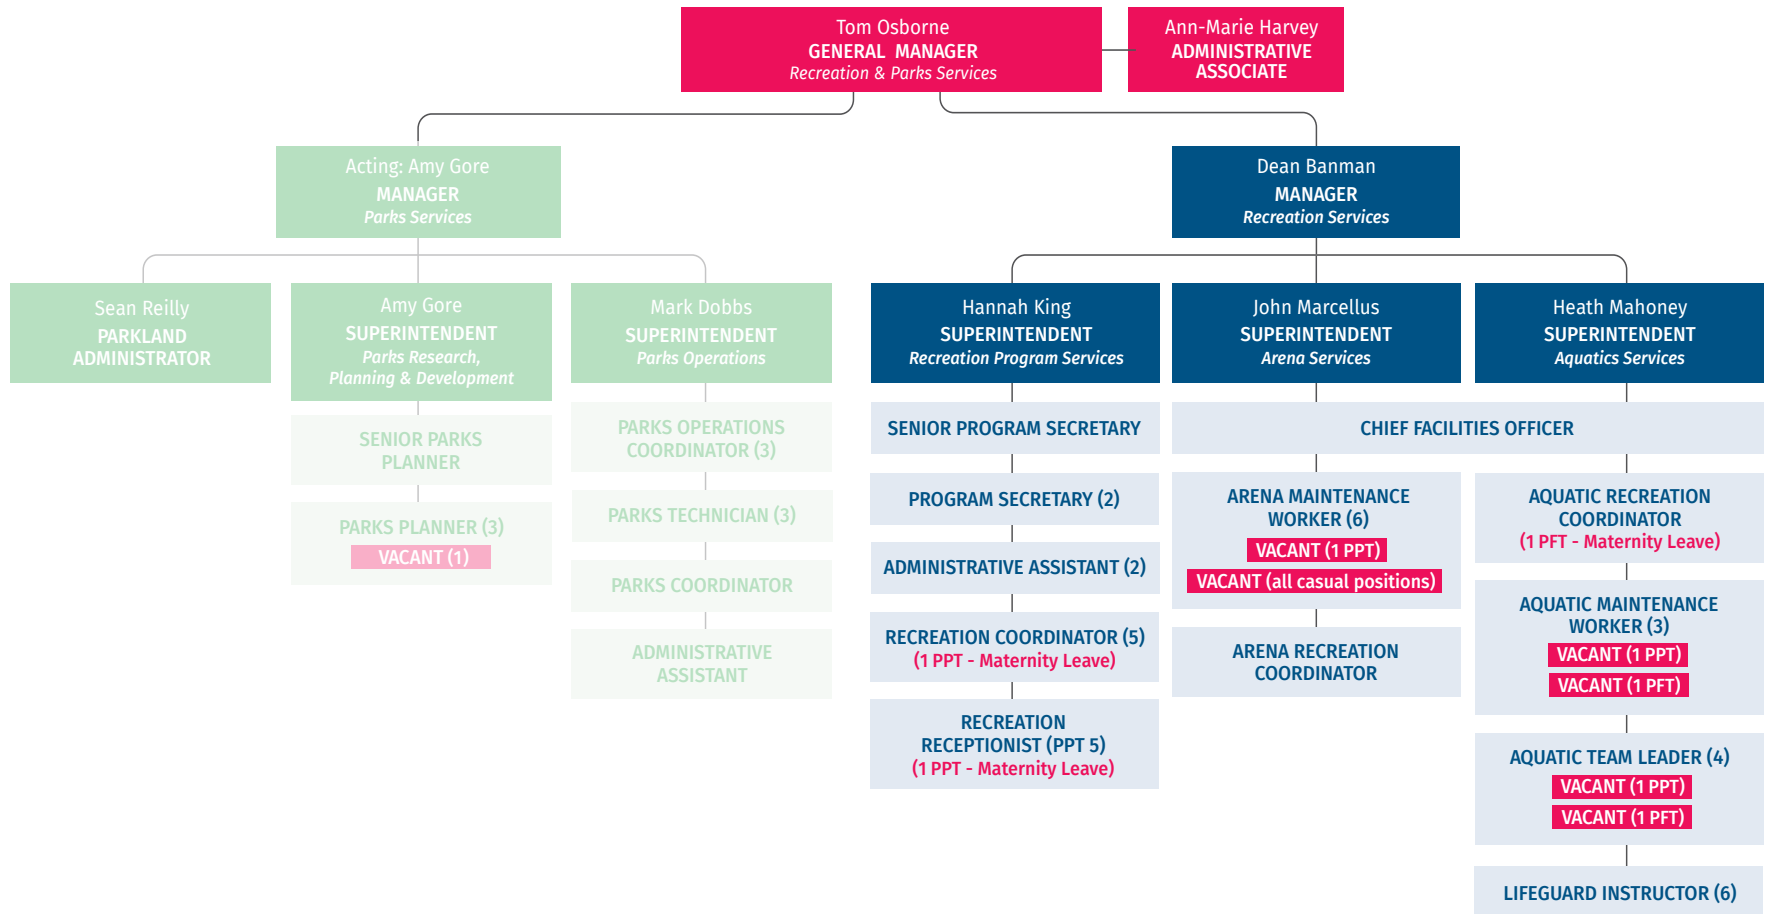 Tom Osborne
GENERAL MANAGER
Recreation & Parks Services
Ann-Marie Harvey
ADMINISTRATIVE
ASSOCIATE
Acting: Amy Gore
MANAGER
Parks Services
Dean Banman
MANAGER
Recreation Services
Sean Reilly
PARKLAND
ADMINISTRATOR
Amy Gore
SUPERINTENDENT
Parks Research,
Planning & Development
Mark Dobbs
SUPERINTENDENT
Parks Operations
Hannah King
SUPERINTENDENT
Recreation Program Services
John Marcellus
SUPERINTENDENT
Arena Services
Heath Mahoney
SUPERINTENDENT
Aquatics Services
SENIOR PARKS
PLANNER
PARKS PLANNER (3)
VACANT (1)
PARKS OPERATIONS
COORDINATOR (3)
PARKS TECHNICIAN (3)
PARKS COORDINATOR
ADMINISTRATIVE
ASSISTANT
SENIOR PROGRAM SECRETARY
PROGRAM SECRETARY (2)
ADMINISTRATIVE ASSISTANT (2)
RECREATION COORDINATOR (5)
(1 PPT - Maternity Leave)
RECREATION
RECEPTIONIST (PPT 5)
(1 PPT - Maternity Leave)
CHIEF FACILITIES OFFICER
ARENA MAINTENANCE
WORKER (6)
VACANT (1 PPT)
VACANT (all casual positions)
ARENA RECREATION
COORDINATOR
AQUATIC RECREATION
COORDINATOR
(1 PFT - Maternity Leave)
AQUATIC MAINTENANCE
WORKER (3)
VACANT (1 PPT)
VACANT (1 PFT)
AQUATIC TEAM LEADER (4)
VACANT (1 PPT)
VACANT (1 PFT)
LIFEGUARD INSTRUCTOR (6)